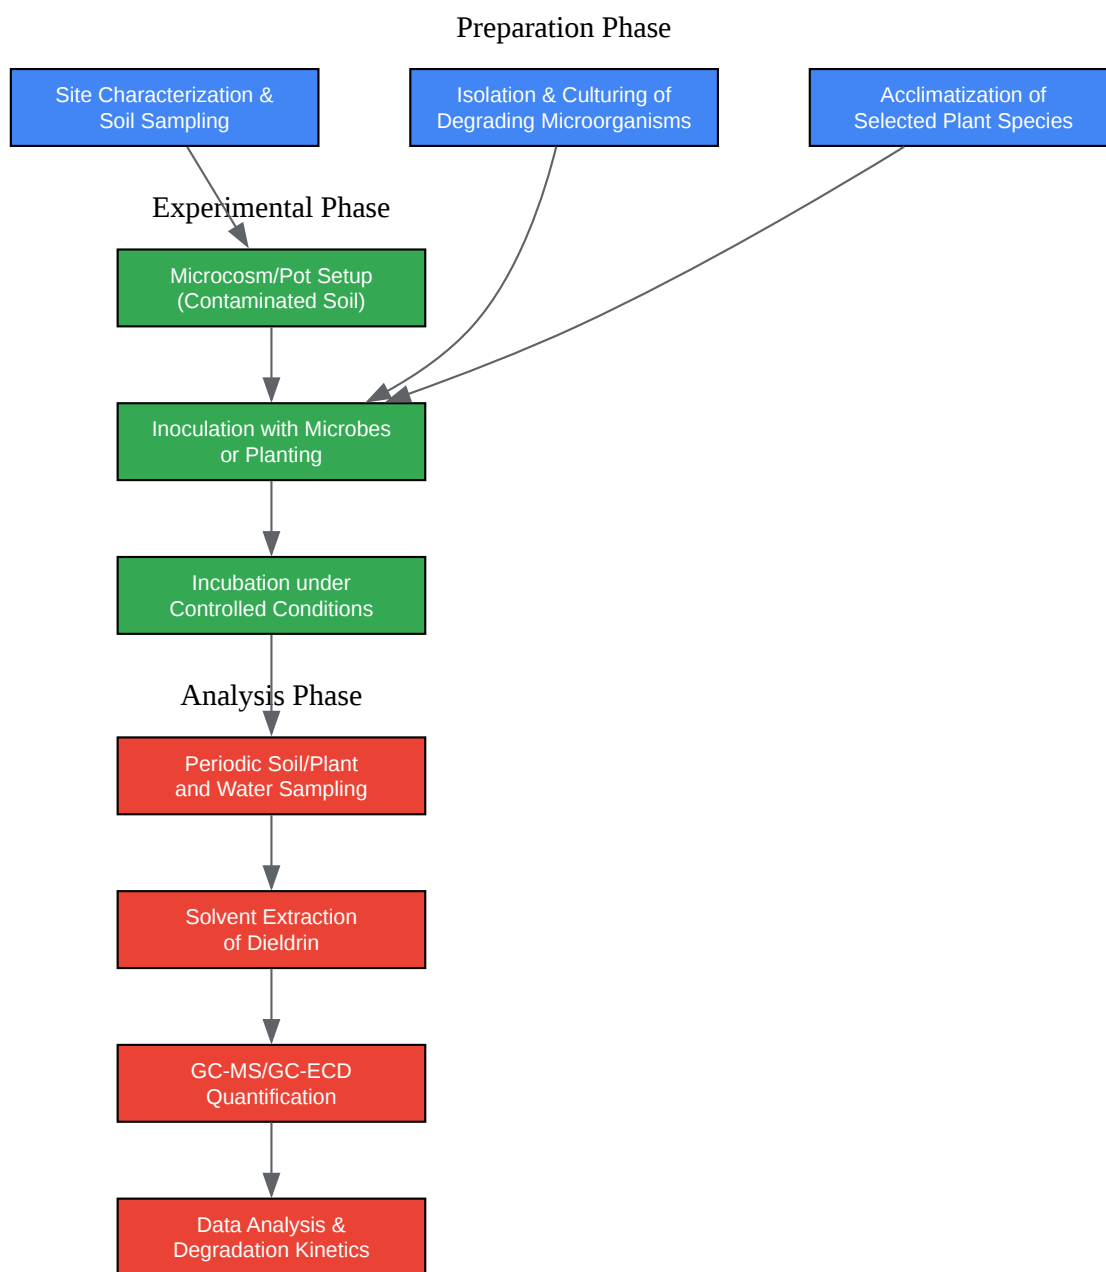 Preparation Phase
Site Characterization &
Soil Sampling
Isolation & Culturing of
Degrading Microorganisms
Acclimatization of
Selected Plant Species
Experimental Phase
Microcosm/Pot Setup
(Contaminated Soil)
Inoculation with Microbes
or Planting
Incubation under
Controlled Conditions
Analysis Phase
Periodic Soil/Plant
and Water Sampling
Solvent Extraction
of Dieldrin
GC-MS/GC-ECD
Quantification
Data Analysis &
Degradation Kinetics